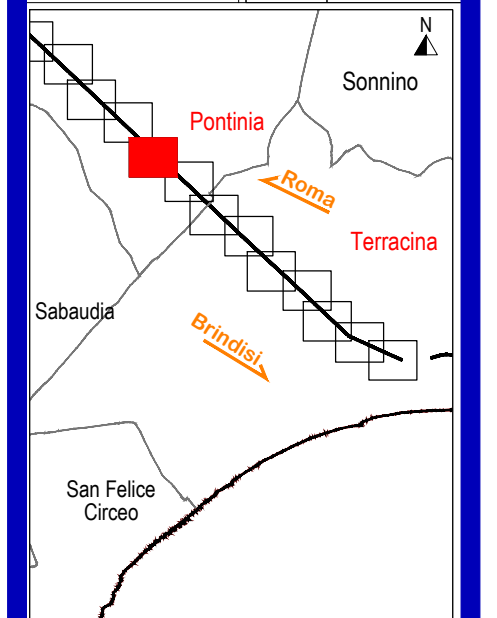 N
Sonnino
Pontinia
Roma
Terracina
Sabaudia
Brindisi
San Felice
Circeo